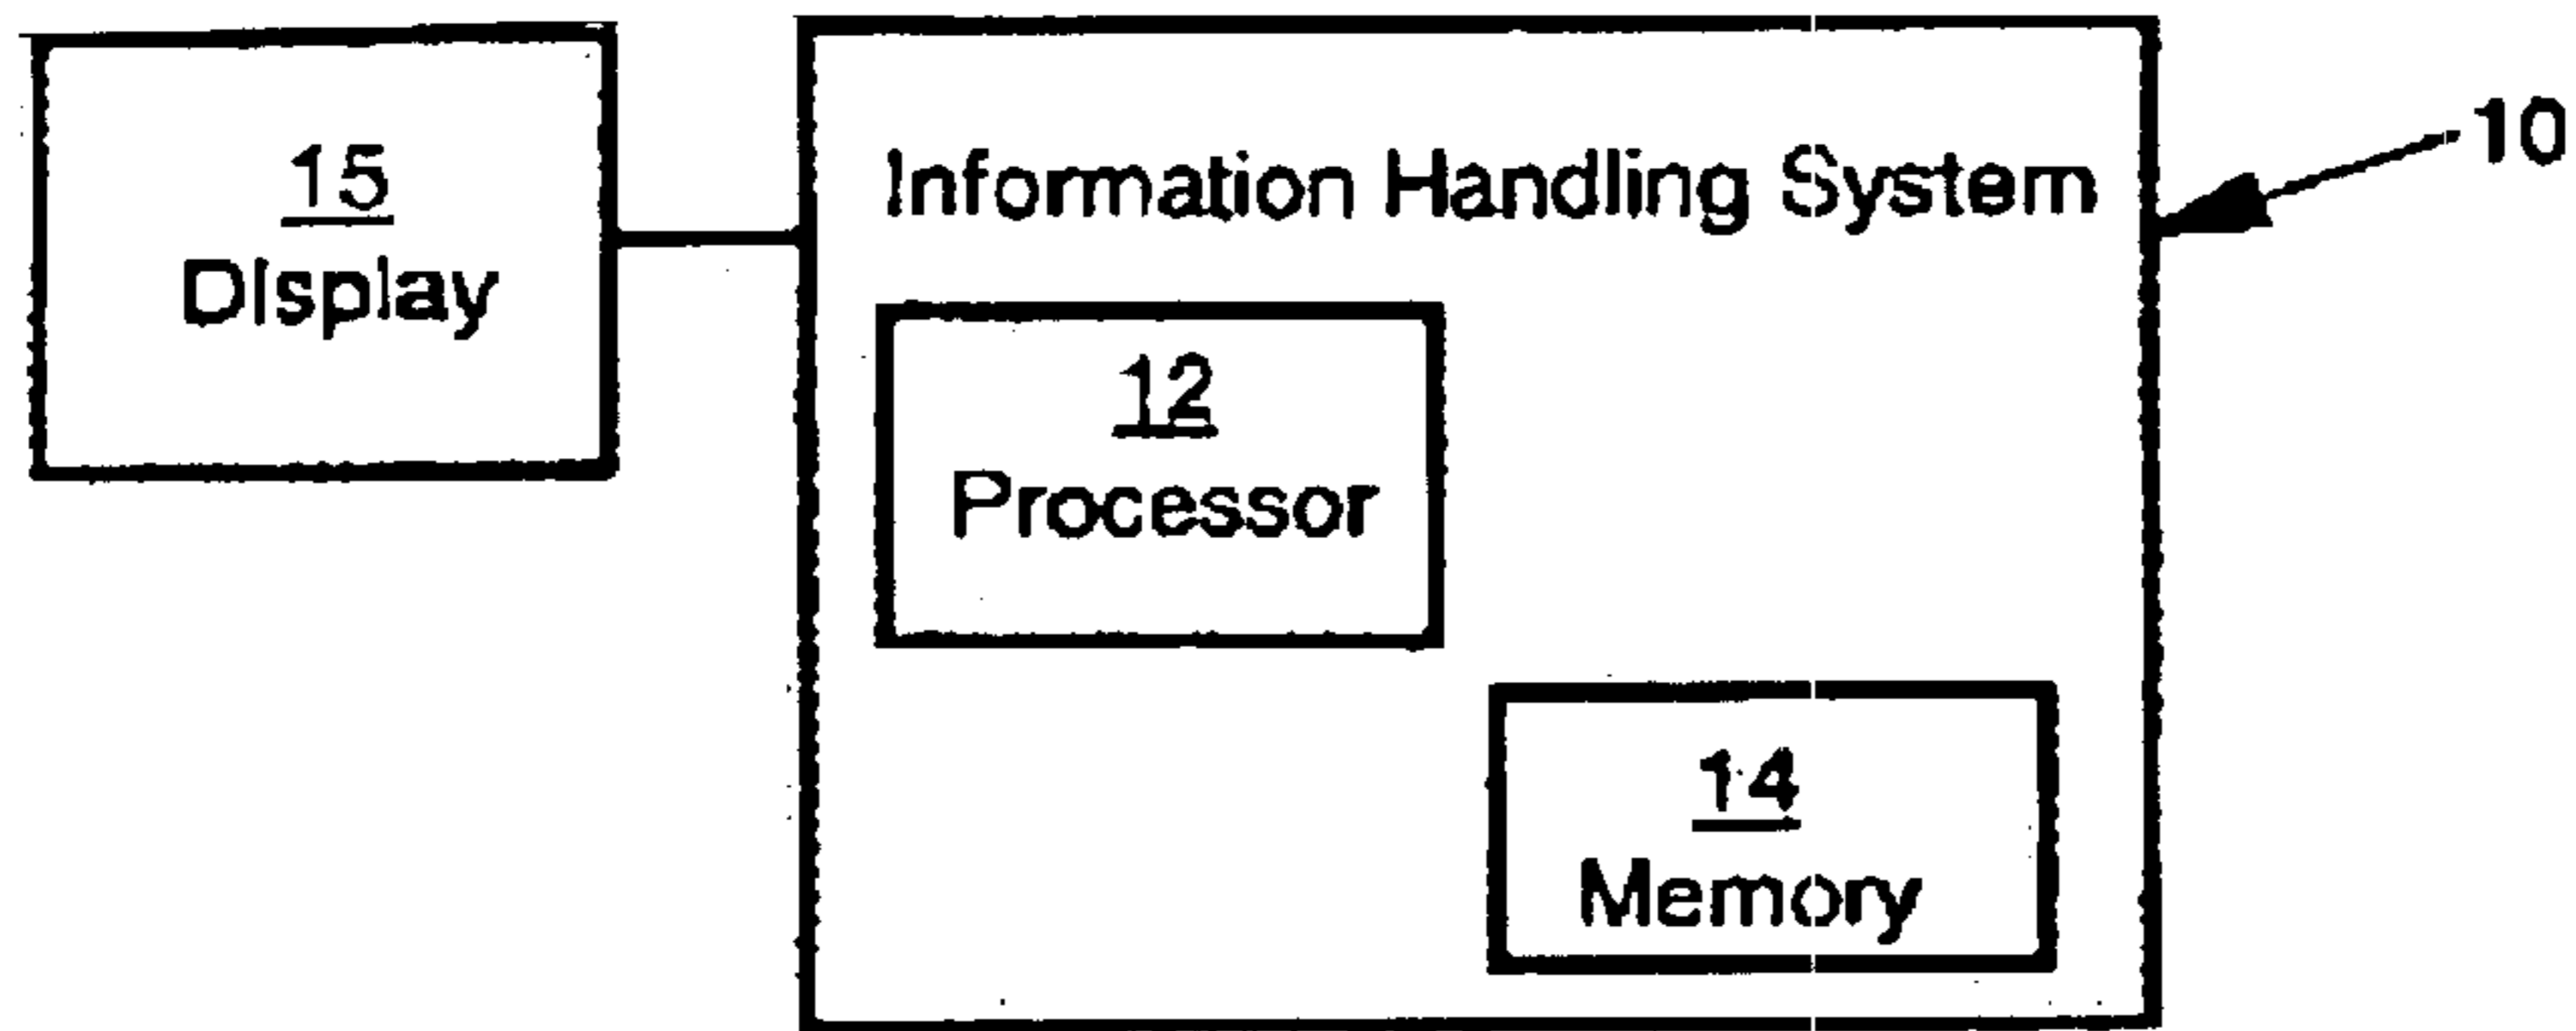 15
Display
Information Handling System
10
12
Processor
14
Memory